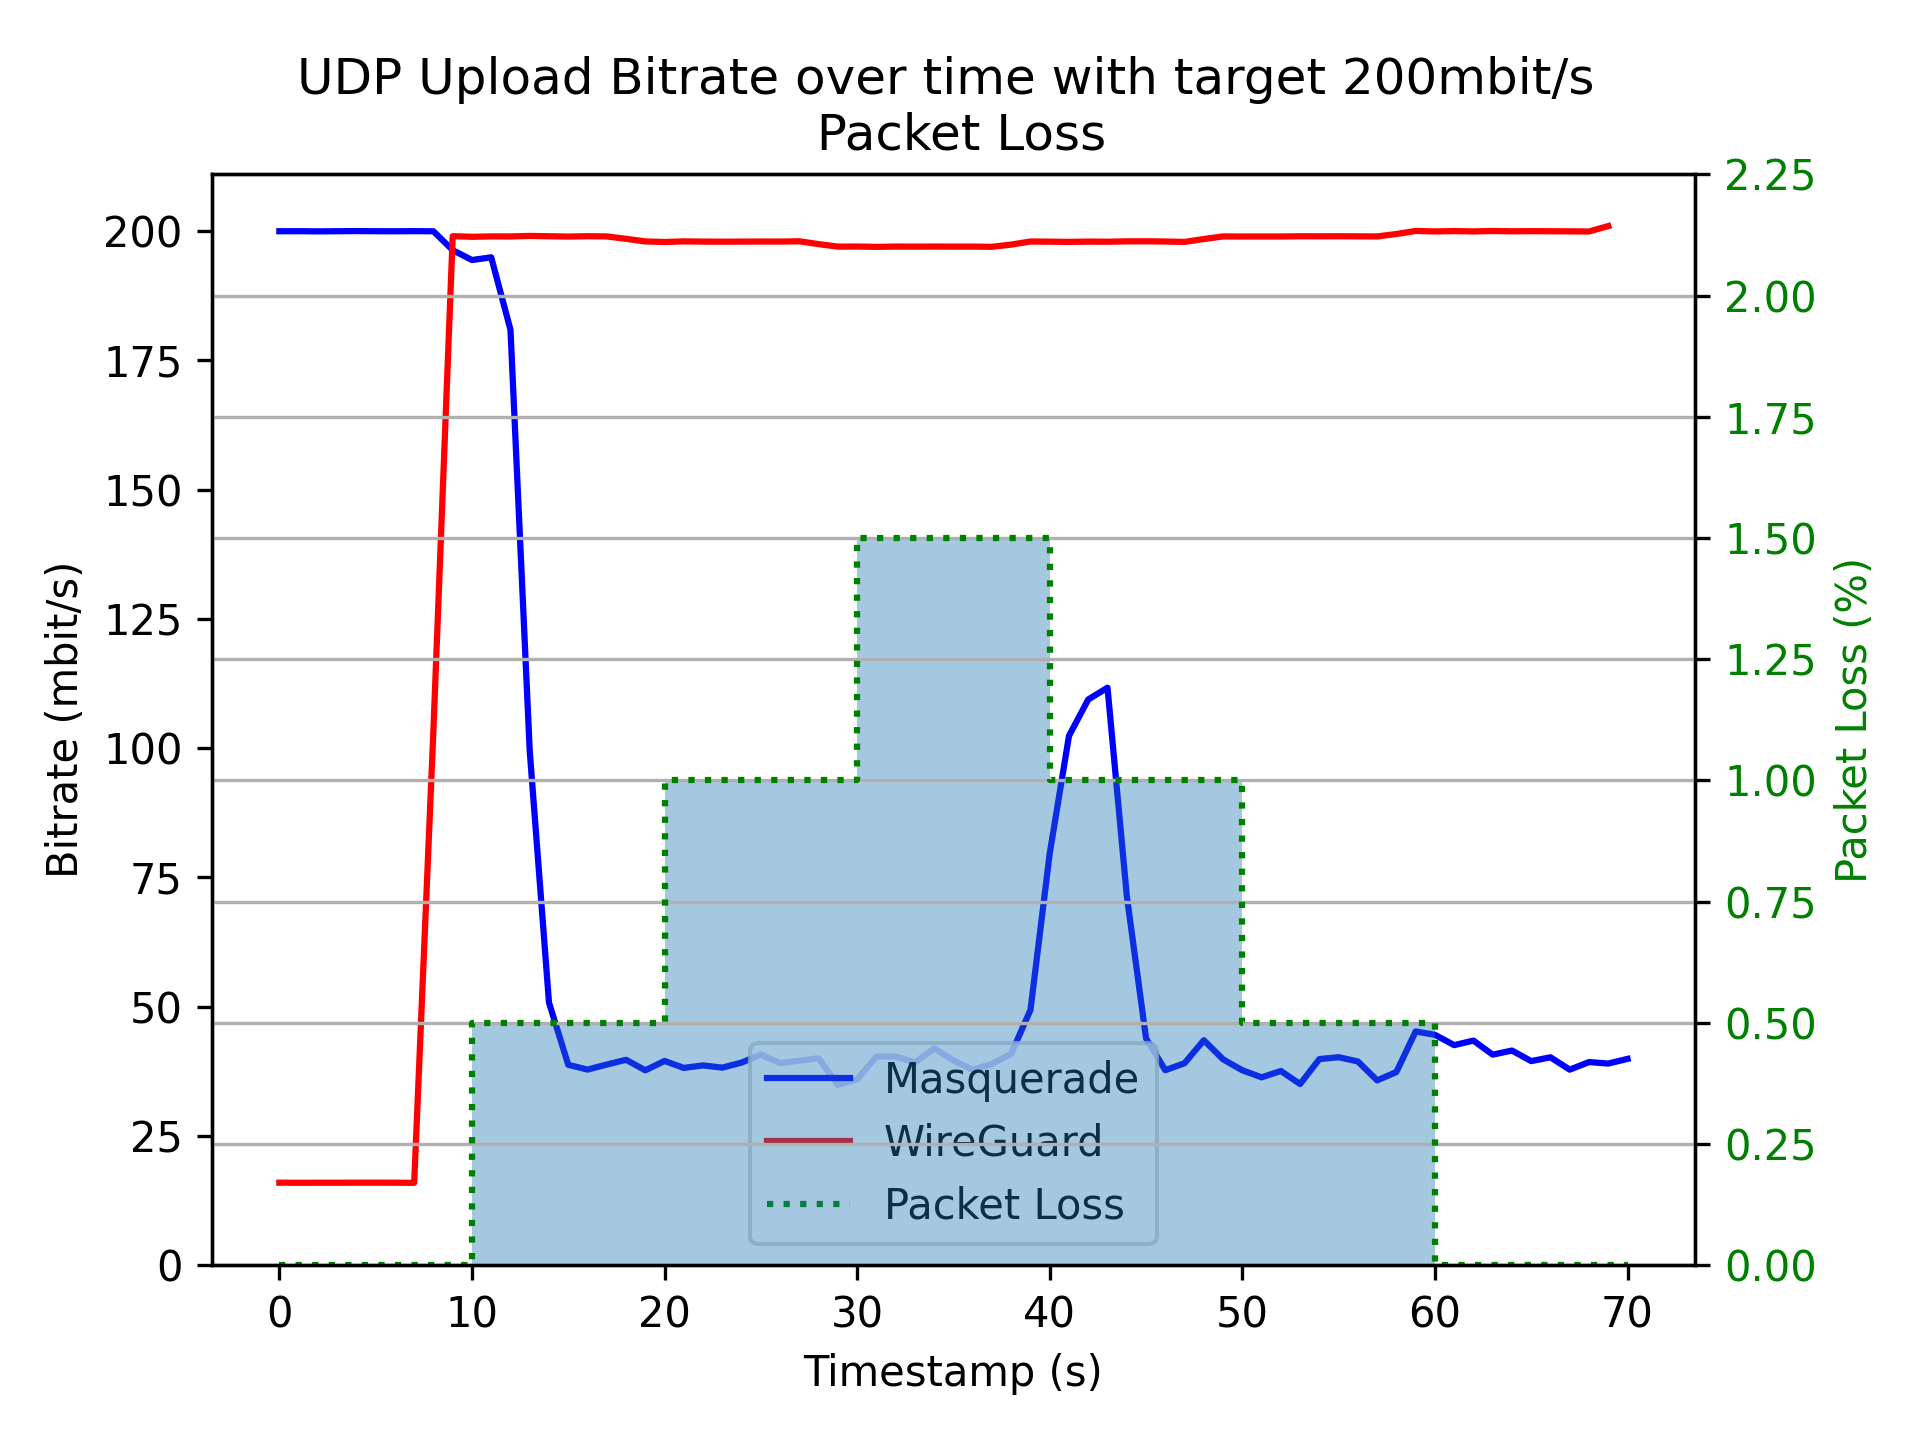 UDP Upload Bitrate over time with target 200mbit/s
Packet Loss
Bitrate (mbit/s)
200
175
150
125
100
75
50
25
0
2.25
2.00
1.75
1.50
1.25
1.00
0.75
0.50
0.25
0.00
Packet Loss (%)
Masquerade
WireGuard
Packet Loss
0 10 20 30 40 50 60 70
Timestamp (s)